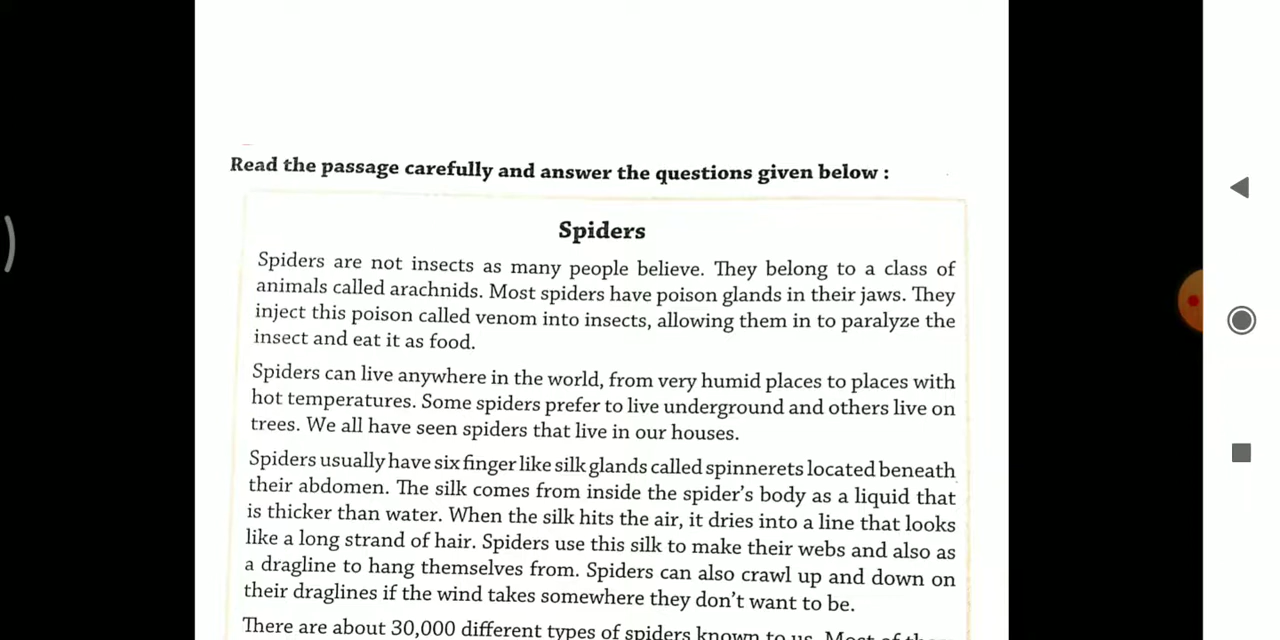 Read the passage carefully and answer the questions given below :
Spiders
Spiders are not insects as many people believe. They belong to a class of
animals called arachnids. Most spiders have poison glands in their jaws. They
inject this poison called venom into insects, allowing them in to paralyze the
insect and eat it as food.
Spiders can live anywhere in the world, from very humid places to places with
hot temperatures. Some spiders prefer to live underground and others live on
trees. We all have seen spiders that live in our houses.
Spiders usually have six finger like silk glands called spinnerets located beneath
their abdomen. The silk comes from inside the spider's body as a liquid that
is thicker than water. When the silk hits the air, it dries into a line that looks
like a long strand of hair. Spiders use this silk to make their webs and also as
a dragline to hang themselves from. Spiders can also crawl up and down on
their draglines if the wind takes somewhere they don't want to be.
There are about 30,000 different types of spiders known to us. Most of